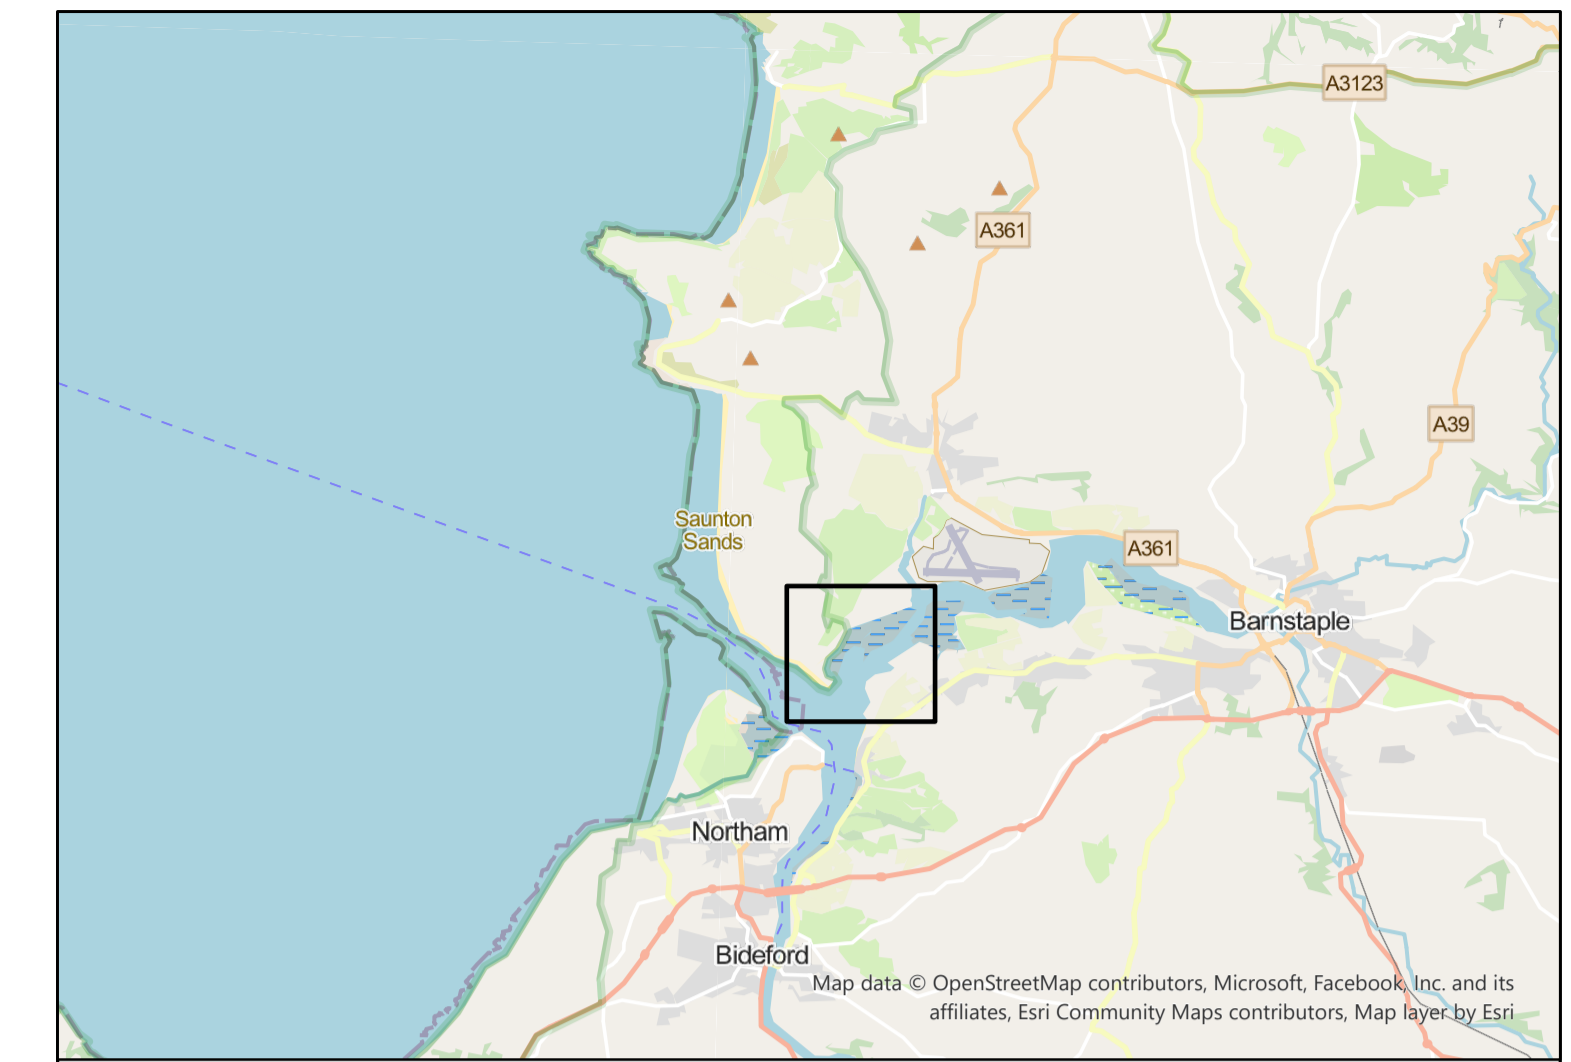 A3123
A361
A39
Saunton
Sands
A361
Barnstaple
Northam
Bideford
Map data © OpenStreetMap contributors, Microsoft, Facebook, Inc. and its
affiliates, Esri Community Maps contributors, Map layer by Esri